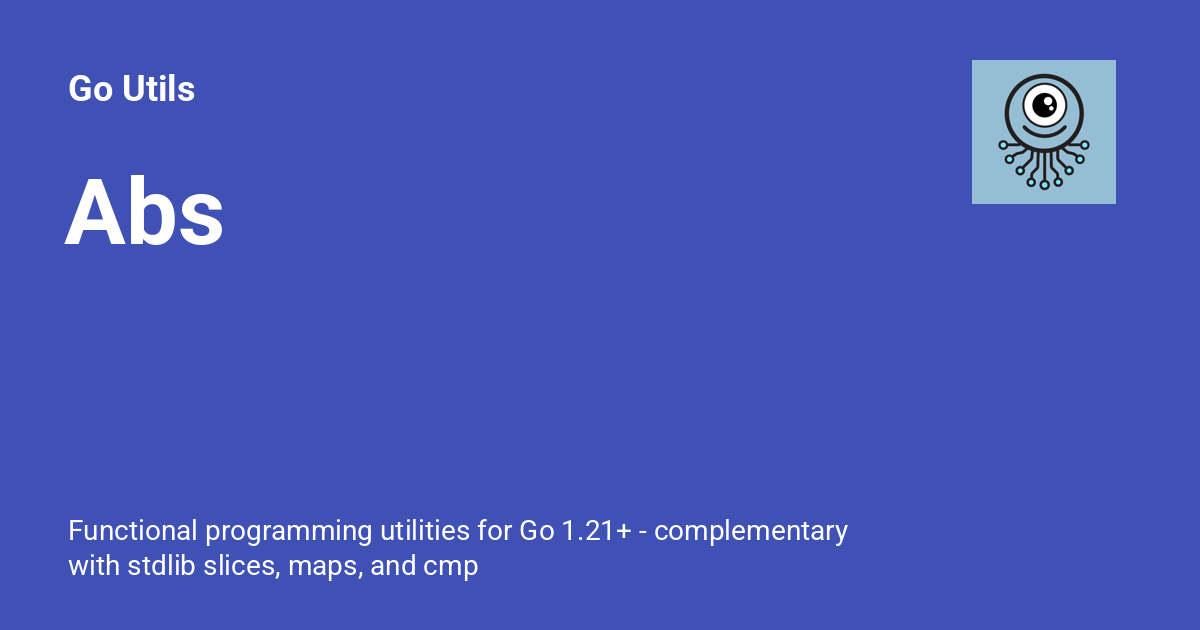 Go Utils
Abs
Functional programming utilities for Go 1.21+ - complementary
with stdlib slices, maps, and cmp